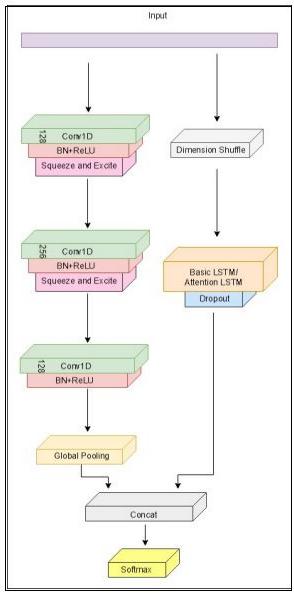 Input
128
Conv1D
BN+ReLU
Squeeze and Excite
Dimension Shuffle
256
Conv1D
BN+ReLU
Squeeze and Excite
Basic LSTM/
Attention LSTM
Dropout
128
Conv1D
BN+ReLU
Global Pooling
Concat
Softmax